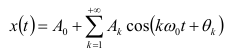 x(t) = A₀ + ∑_{k=1}^{+∞} A_k cos(kω₀t + θ_k)